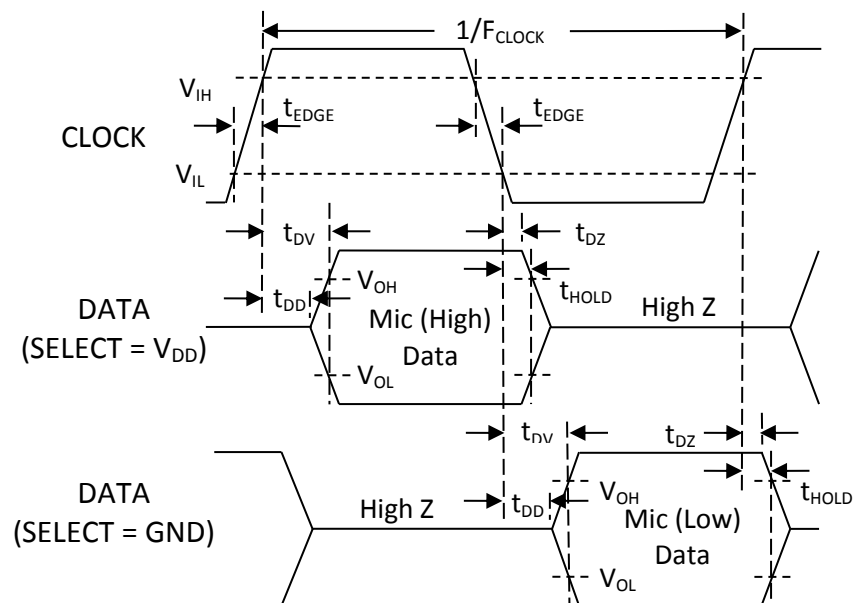 1/F_CLOCK
V_IH
t_EDGE
t_EDGE
CLOCK
V_IL
t_DV
t_DZ
V_OH
t_DD
t_HOLD
DATA
(SELECT = V_DD)
Mic (High)
Data
High Z
V_OL
t_DV
t_DZ
DATA
(SELECT = GND)
High Z
t_DD
V_OH
t_HOLD
Mic (Low)
Data
V_OL